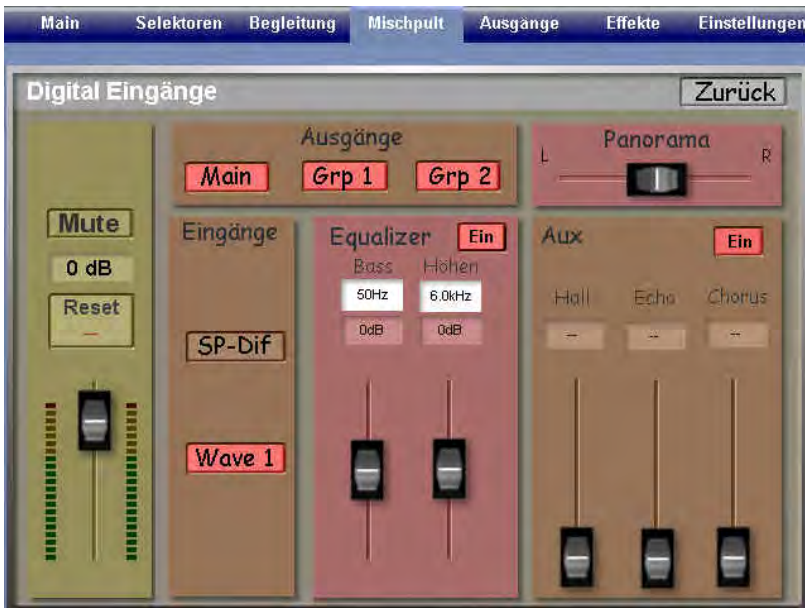 Main Selektoren Begleitung Mischpult Ausgänge Effekte Einstellungen
Digital Eingänge Zurück
Ausgänge
Main Grp 1 Grp 2
Panorama
L R
Mute
0 dB
Reset
--
Eingänge
SP-Dif
Wave 1
Equalizer Ein
Bass Höhen
50Hz 6.0kHz
0dB 0dB
Aux Ein
Hall Echo Chorus
-- -- --